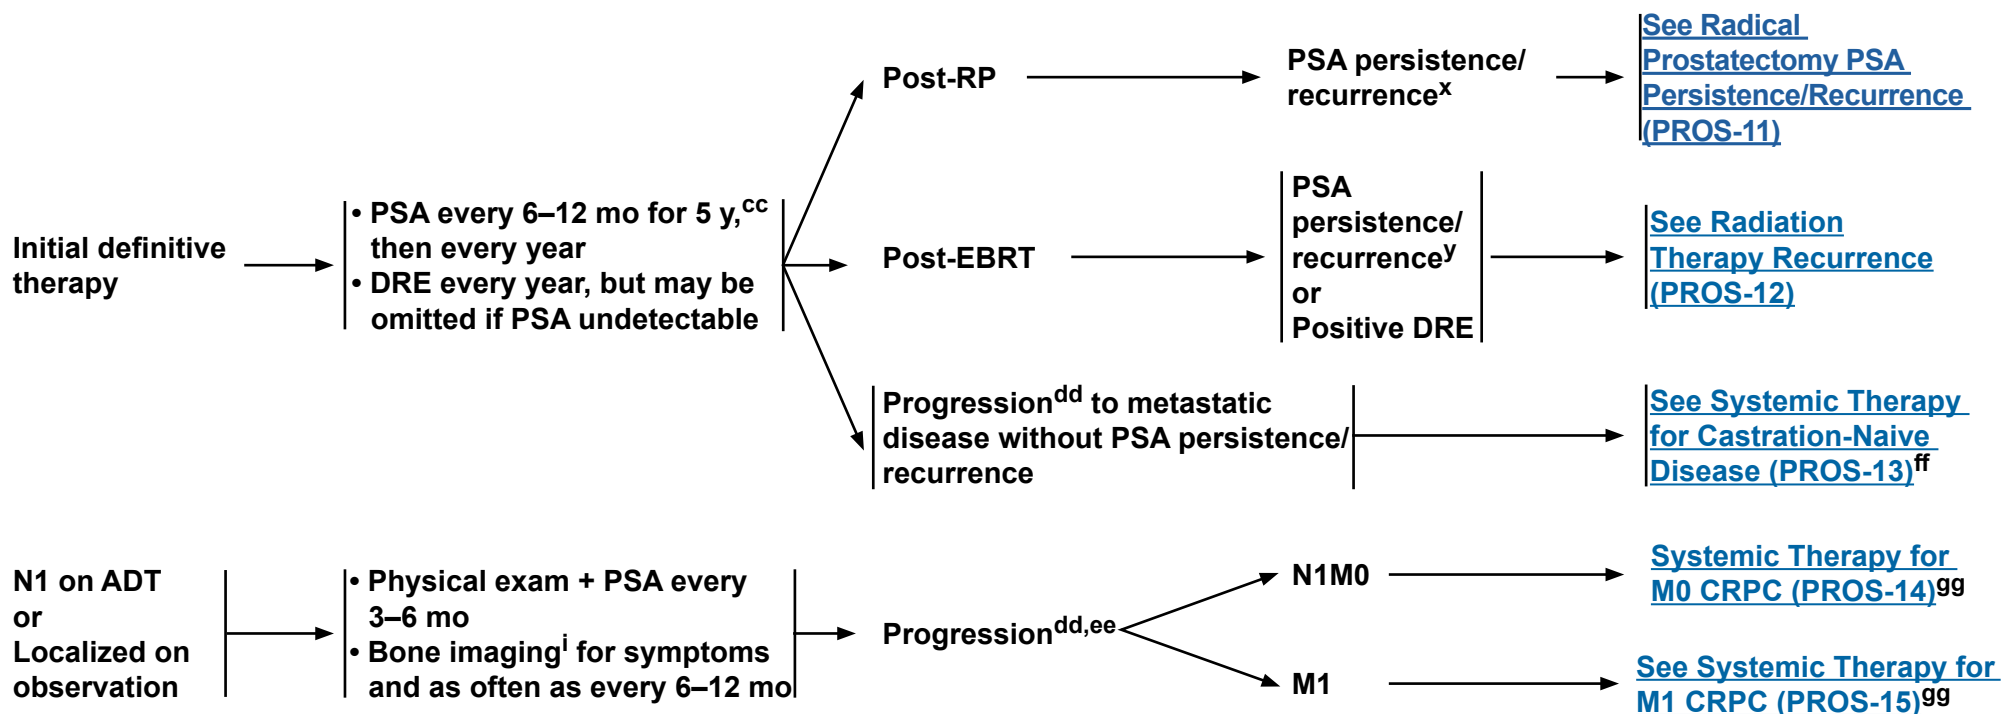 Initial definitive
therapy
• PSA every 6–12 mo for 5 y,cc
then every year
• DRE every year, but may be
omitted if PSA undetectable
Post-RP
PSA persistence/
recurrencex
See Radical
Prostatectomy PSA
Persistence/Recurrence
(PROS-11)
Post-EBRT
PSA
persistence/
recurrencey
or
Positive DRE
See Radiation
Therapy Recurrence
(PROS-12)
Progressiondd to metastatic
disease without PSA persistence/
recurrence
See Systemic Therapy
for Castration-Naive
Disease (PROS-13)ff
N1 on ADT
or
Localized on
observation
• Physical exam + PSA every
3–6 mo
• Bone imagingi for symptoms
and as often as every 6–12 mo
Progressiondd,ee
N1M0
Systemic Therapy for
M0 CRPC (PROS-14)gg
M1
See Systemic Therapy for
M1 CRPC (PROS-15)gg